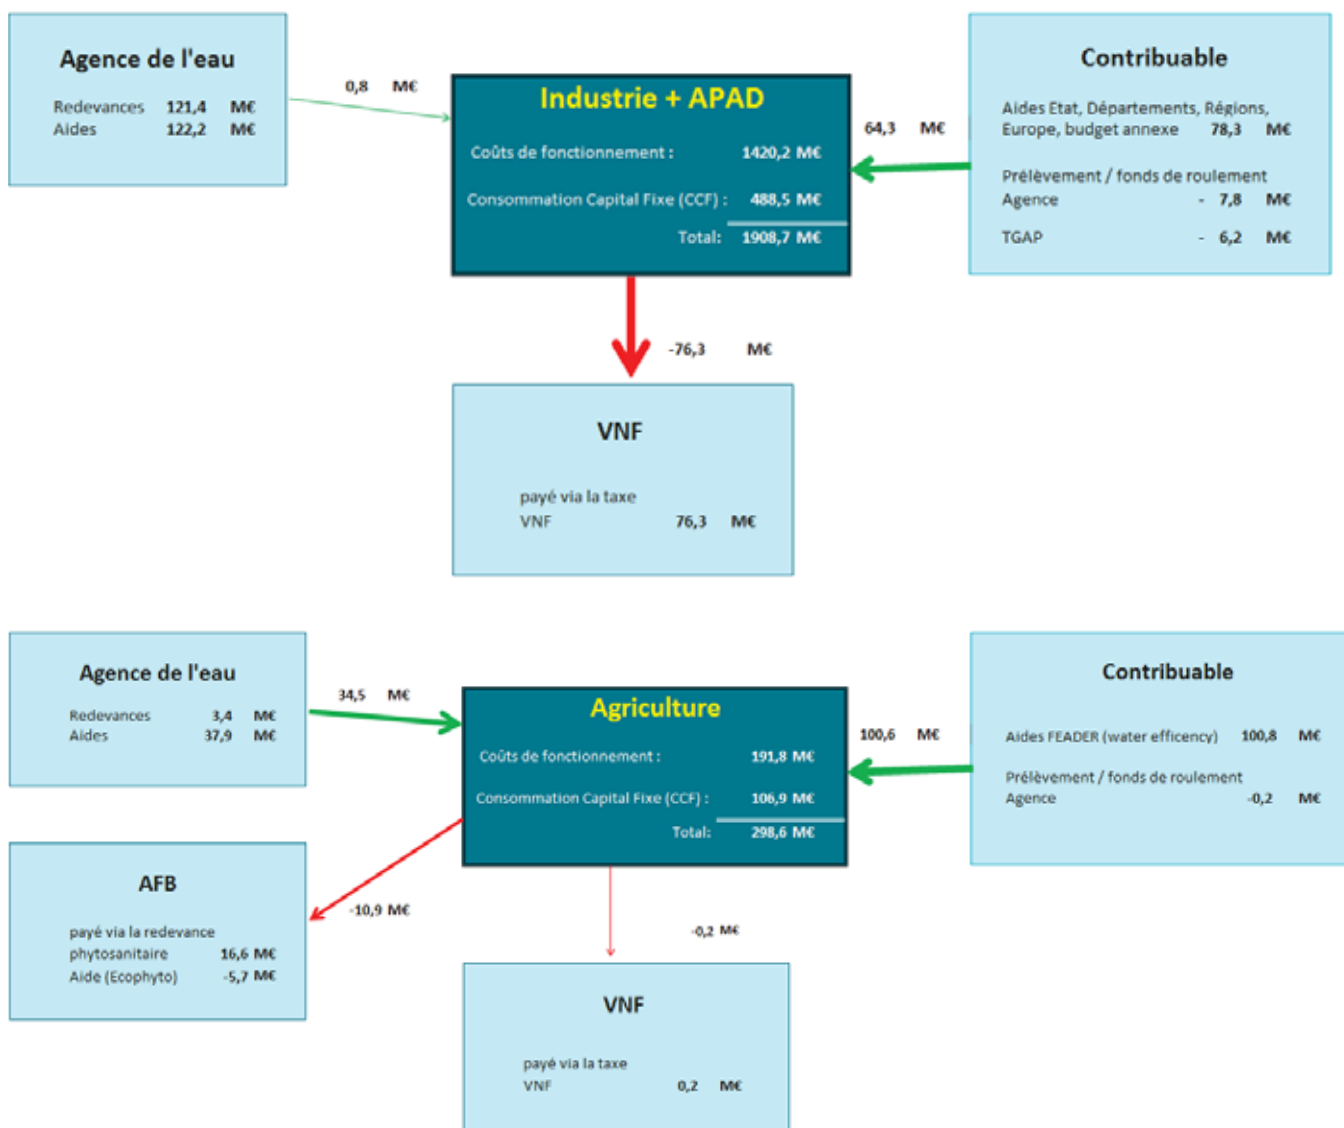 Agence de l'eau
Redevances 121,4 M€
Aides 122,2 M€
0,8 M€
Industrie + APAD
Coûts de fonctionnement : 1420,2 M€
Consommation Capital Fixe (CCF) : 488,5 M€
Total: 1908,7 M€
64,3 M€
Contribuable
Aides Etat, Départements, Régions,
Europe, budget annexe 78,3 M€
Prélèvement / fonds de roulement
Agence - 7,8 M€
TGAP - 6,2 M€
-76,3 M€
VNF
payé via la taxe
VNF 76,3 M€
Agence de l'eau
Redevances 3,4 M€
Aides 37,9 M€
34,5 M€
Agriculture
Coûts de fonctionnement : 191,8 M€
Consommation Capital Fixe (CCF) : 106,9 M€
Total: 298,6 M€
100,6 M€
Contribuable
Aides FEADER (water efficency) 100,8 M€
Prélèvement / fonds de roulement
Agence -0,2 M€
AFB
payé via la redevance
phytosanitaire 16,6 M€
Aide (Ecophyto) -5,7 M€
-10,9 M€
-0,2 M€
VNF
payé via la taxe
VNF 0,2 M€